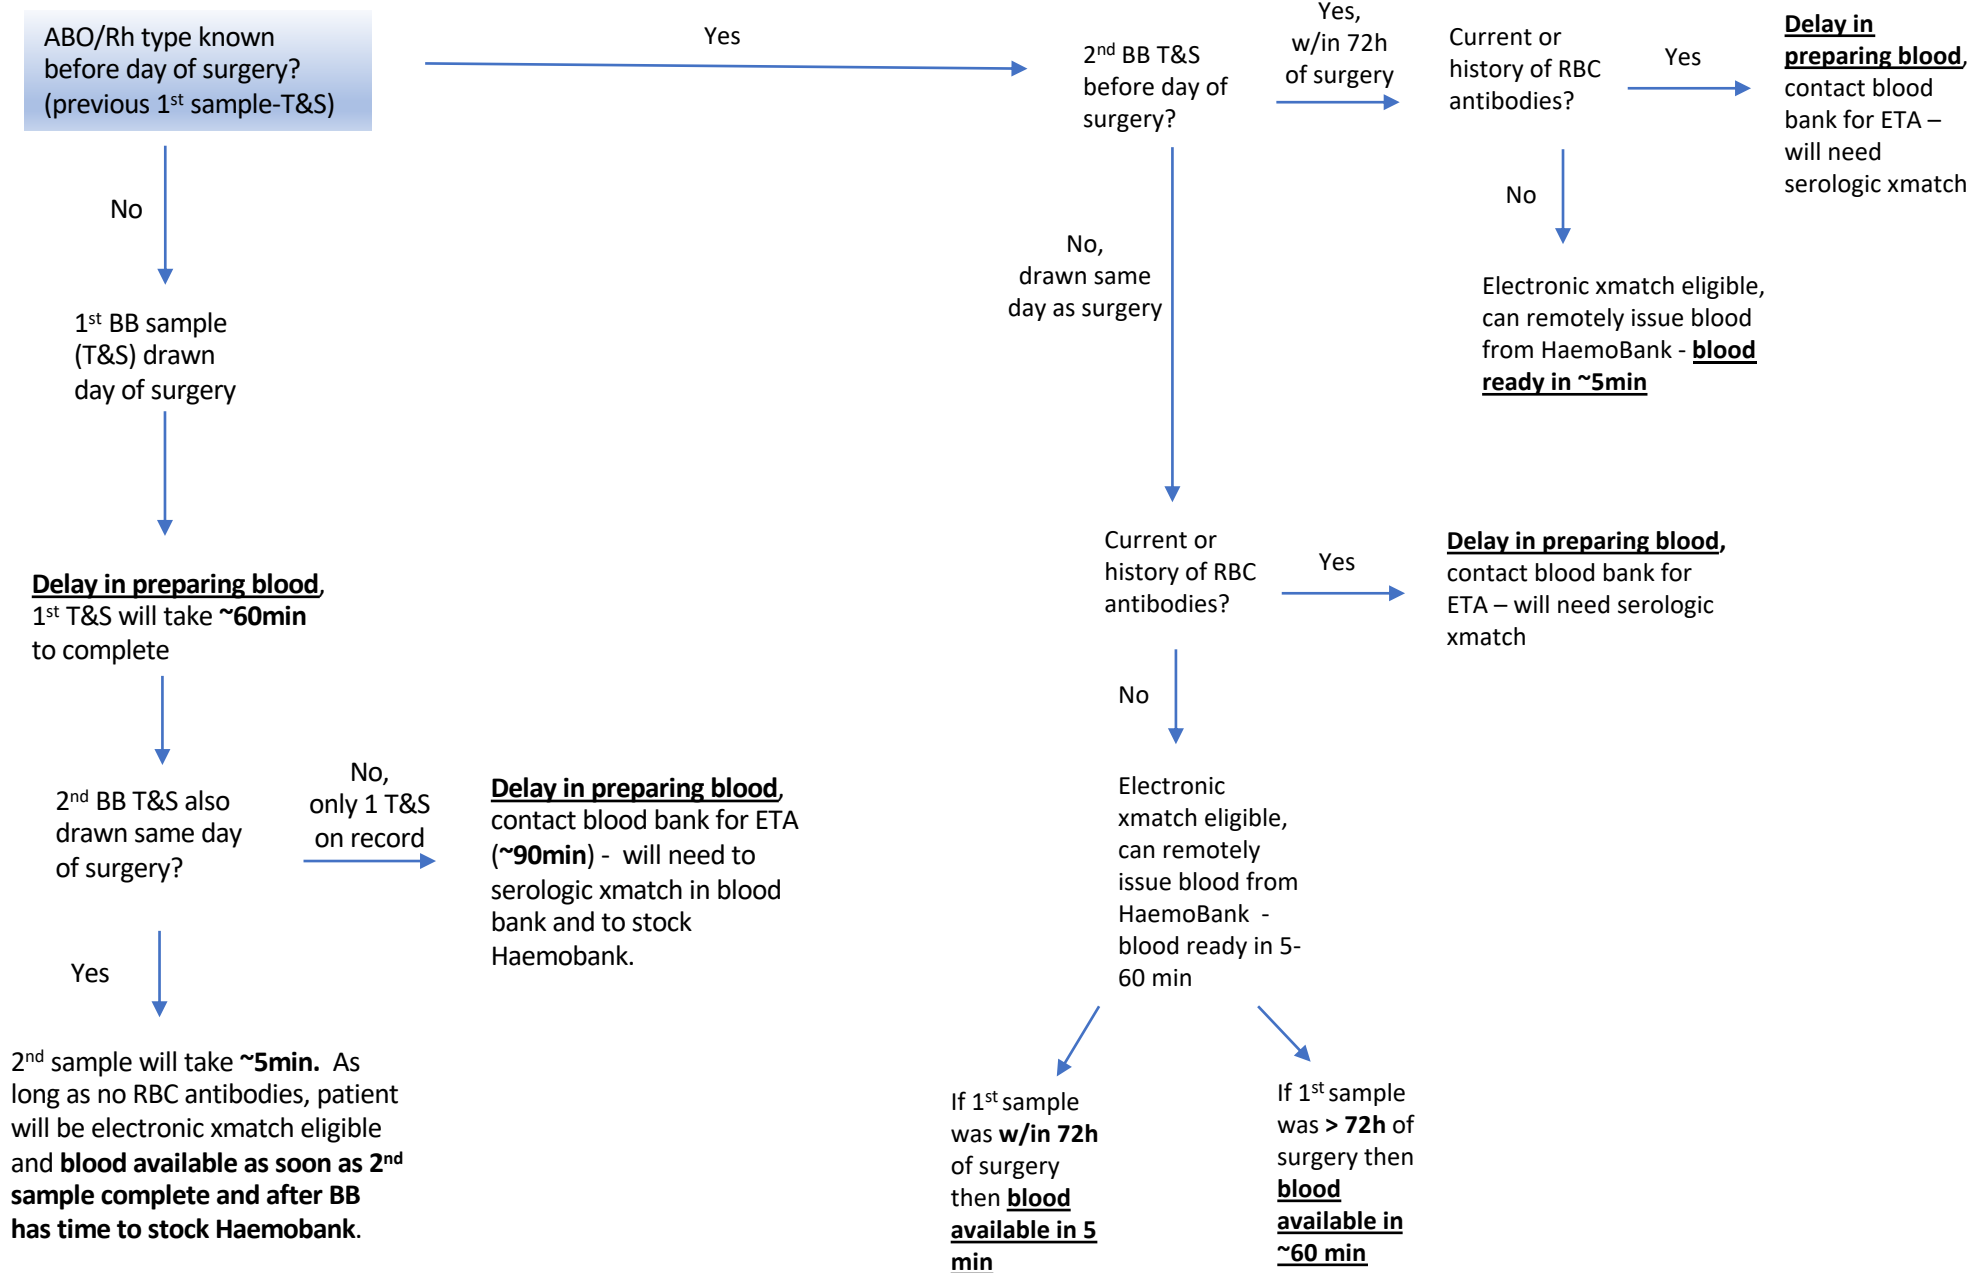 ABO/Rh type known
before day of surgery?
(previous 1st sample-T&S)
Yes
2nd BB T&S
before day of
surgery?
Yes,
w/in 72h
of surgery
Current or
history of RBC
antibodies?
Yes
Delay in
preparing blood,
contact blood
bank for ETA –
will need
serologic xmatch
No
Electronic xmatch eligible,
can remotely issue blood
from HaemoBank - blood
ready in ~5min
No,
drawn same
day as surgery
Current or
history of RBC
antibodies?
Yes
Delay in preparing blood,
contact blood bank for
ETA – will need serologic
xmatch
No
Electronic
xmatch eligible,
can remotely
issue blood from
HaemoBank -
blood ready in 5-
60 min
If 1st sample
was w/in 72h
of surgery
then blood
available in 5
min
If 1st sample
was > 72h of
surgery then
blood
available in
~60 min
No
1st BB sample
(T&S) drawn
day of surgery
Delay in preparing blood,
1st T&S will take ~60min
to complete
2nd BB T&S also
drawn same day
of surgery?
No,
only 1 T&S
on record
Delay in preparing blood,
contact blood bank for ETA
(~90min) - will need to
serologic xmatch in blood
bank and to stock
Haemobank.
Yes
2nd sample will take ~5min. As
long as no RBC antibodies, patient
will be electronic xmatch eligible
and blood available as soon as 2nd
sample complete and after BB
has time to stock Haemobank.